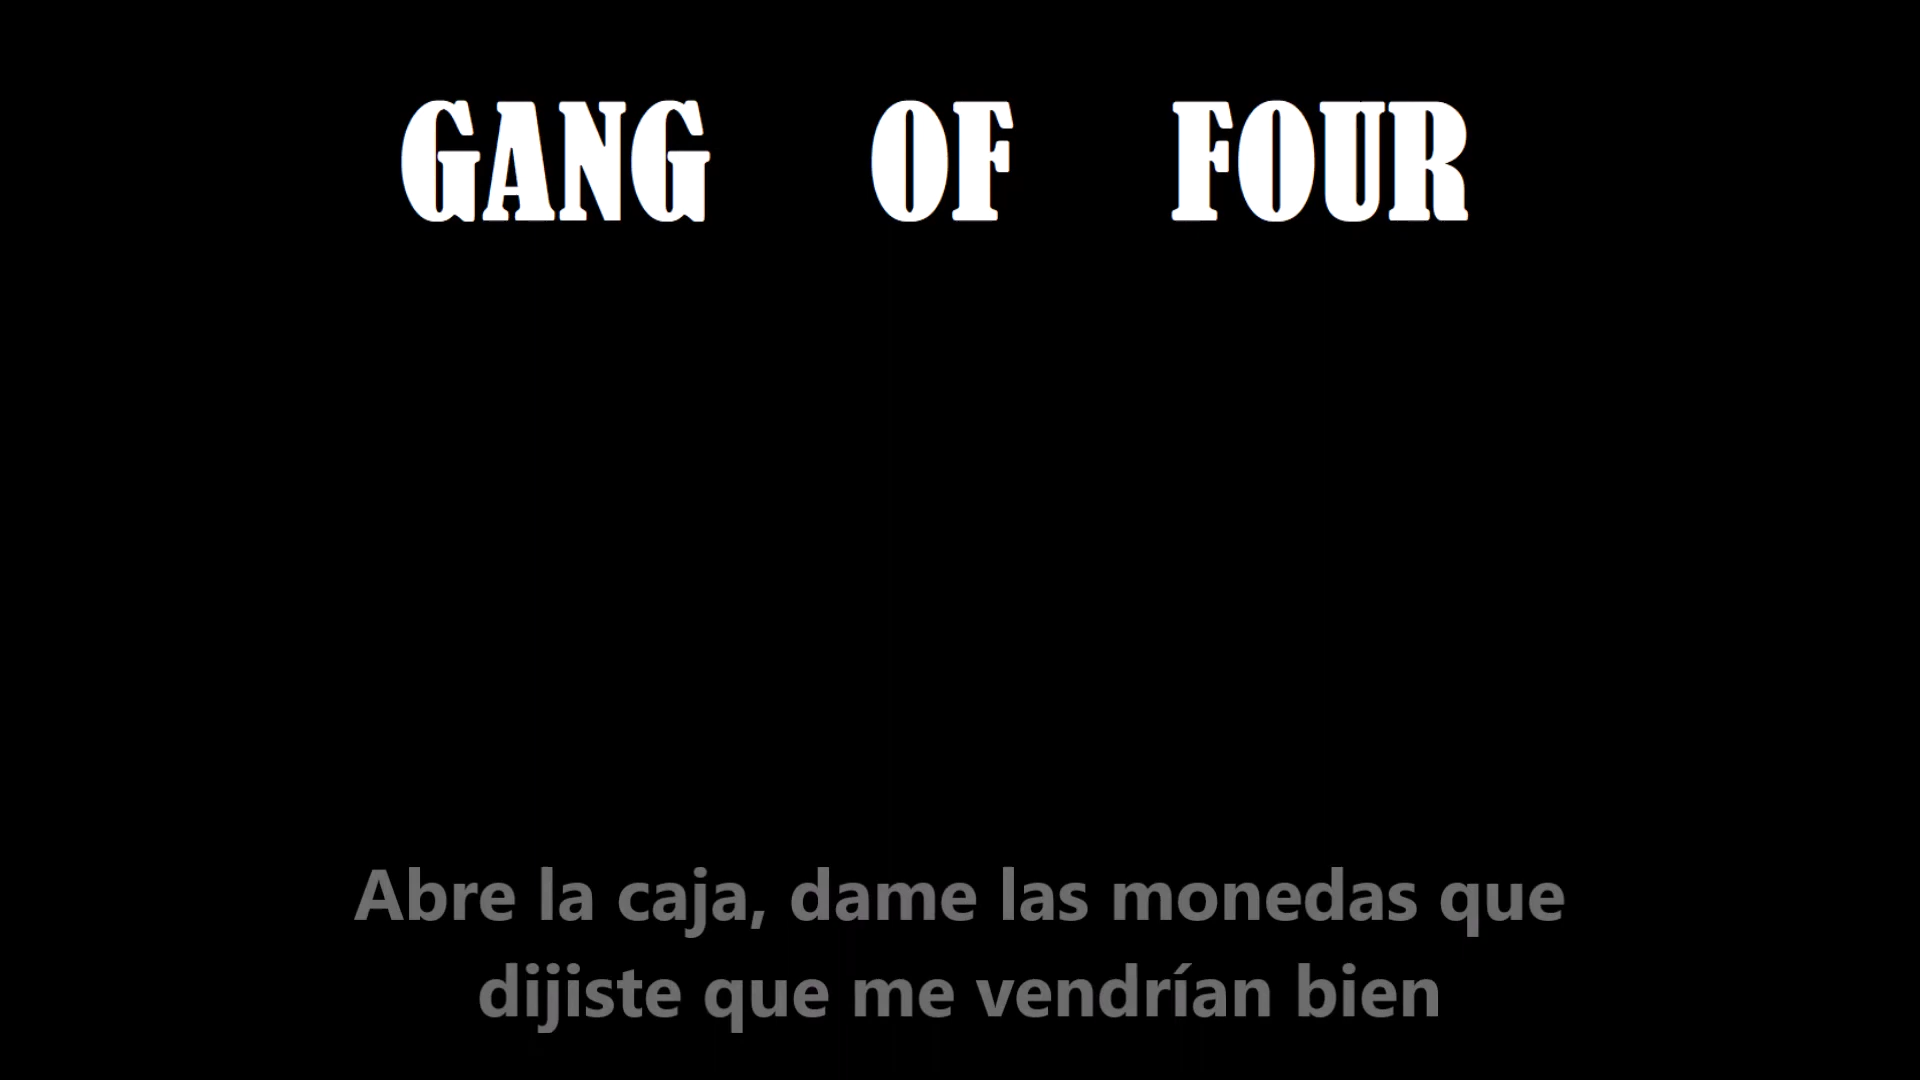 GANG OF FOUR
Abre la caja, dame las monedas que
dijiste que me vendrían bien